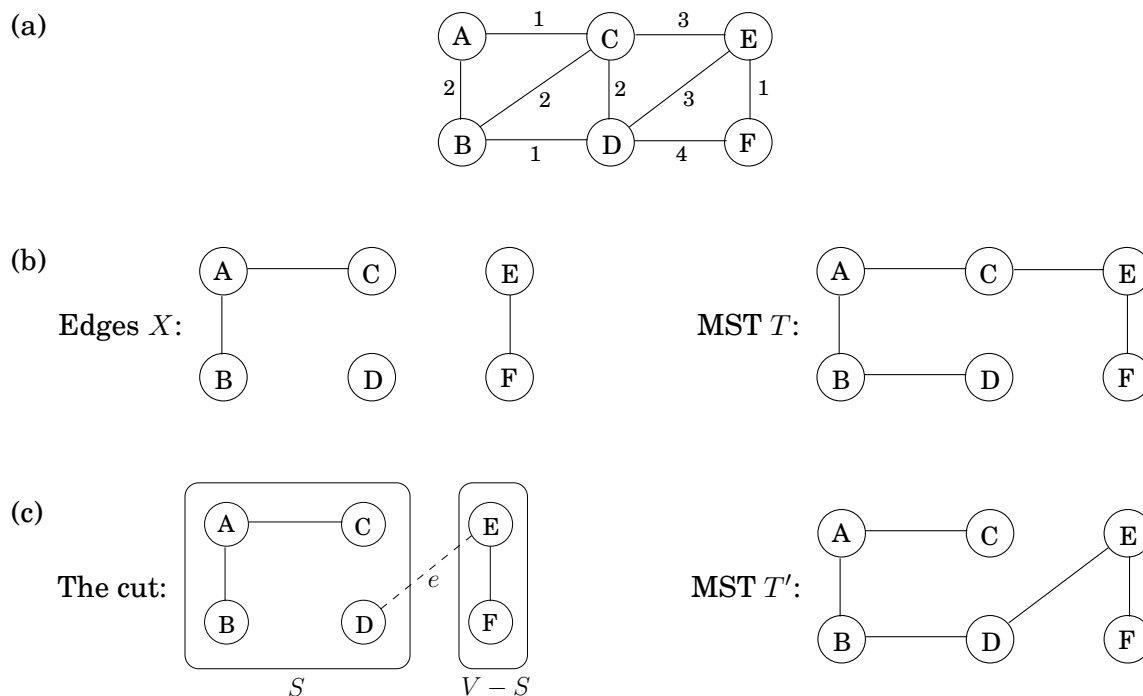 (a)
A 1 C 3 E
2 2 2 3 1
B 1 D 4 F
(b)
A C E
Edges X:
B D F
A C E
MST T:
B D F
(c)
A C E
The cut: e
B D F
S V − S
A C E
MST T′:
B D F